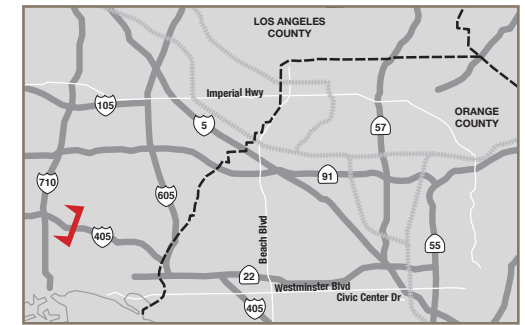 LOS ANGELES
COUNTY
Imperial Hwy
105
5
57
ORANGE
COUNTY
91
710
605
405
Beach Blvd
55
22
Westminster Blvd
Civic Center Dr
405